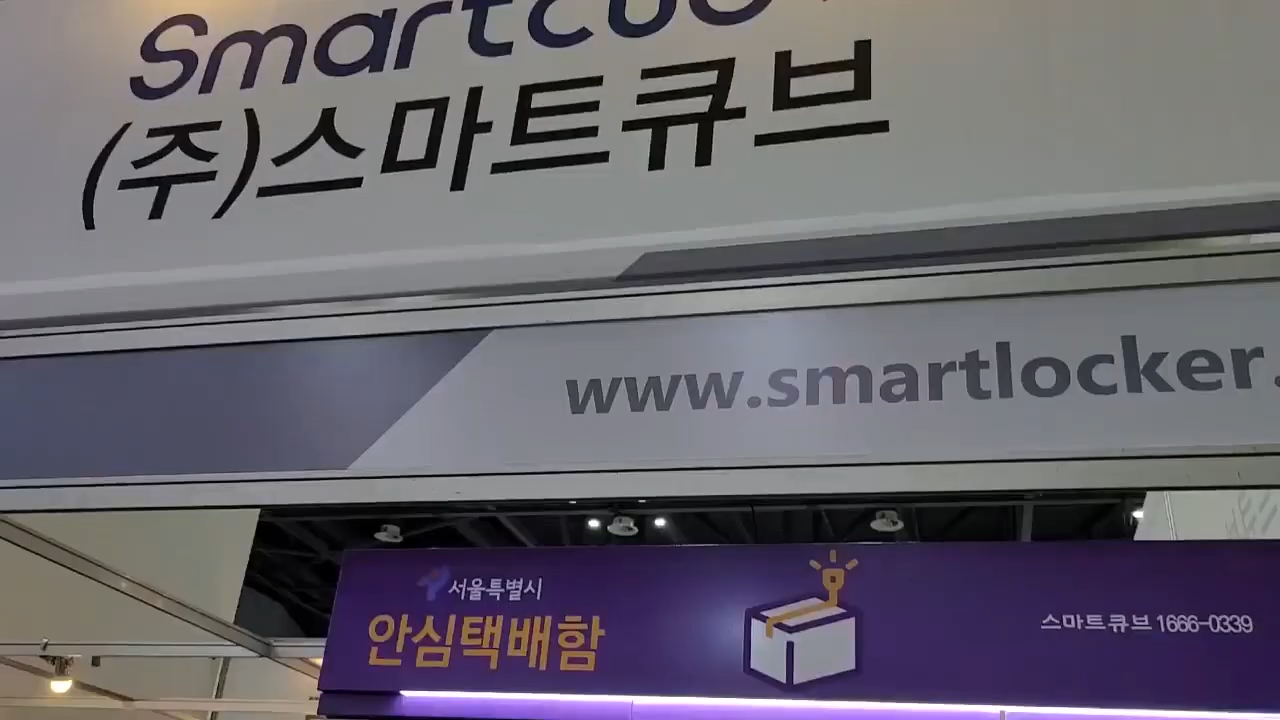 Smartcube
(주)스마트큐브
www.smartlocker.
서울특별시
안심택배함
스마트큐브 1666-0339